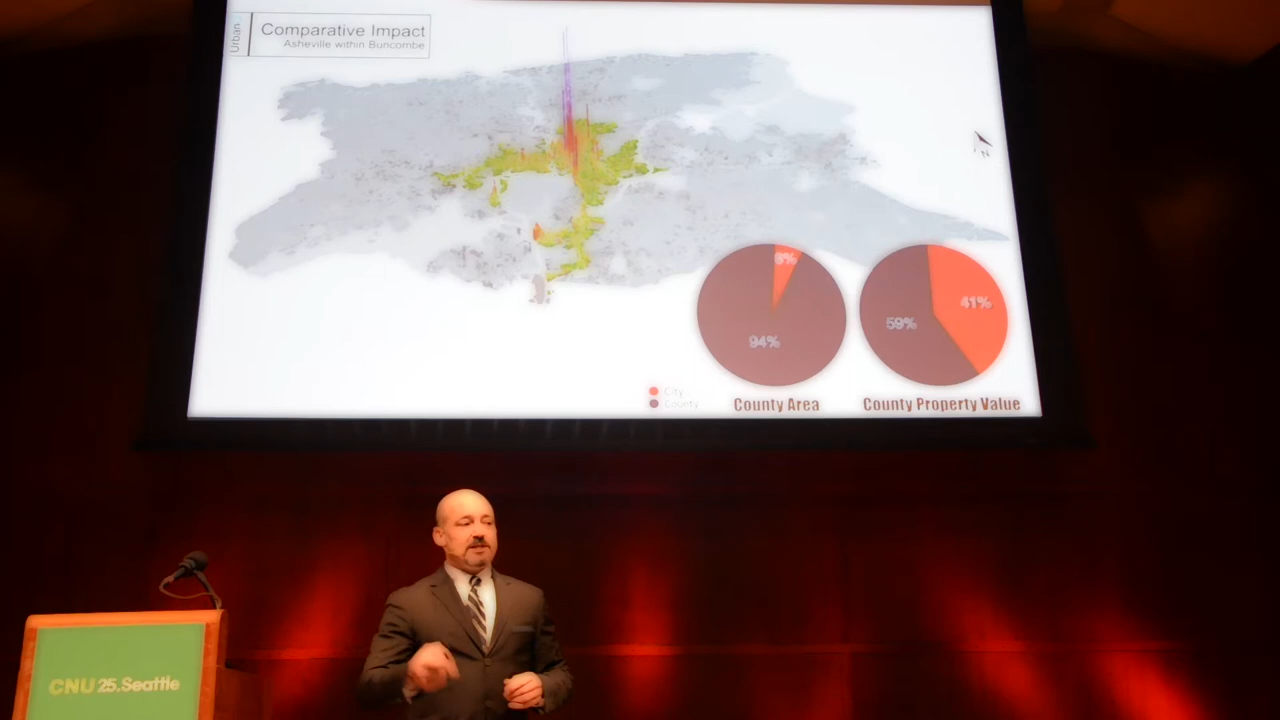 Urban3
Comparative Impact
Asheville within Buncombe
N
6%
94%
41%
59%
City
County
County Area
County Property Value
CNU 25.Seattle